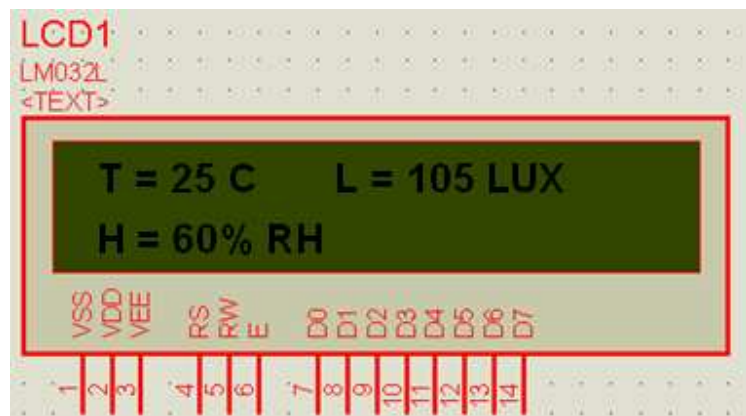 LCD1
LM032L
<TEXT>
T = 25 C L = 105 LUX
H = 60% RH
VSS VDD VEE RS RW E D0 D1 D2 D3 D4 D5 D6 D7
1 2 3 4 5 6 7 8 9 10 11 12 13 14